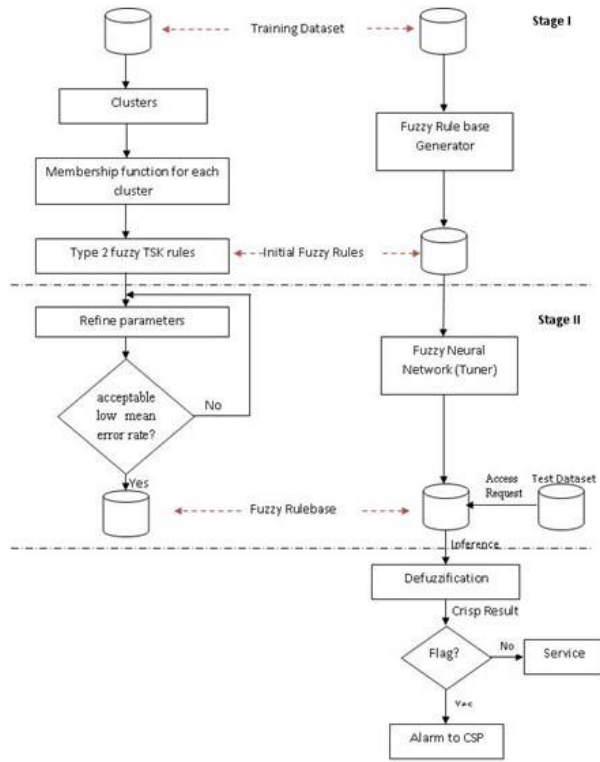 Stage I
Training Dataset
Clusters
Fuzzy Rule base
Generator
Membership function for each
cluster
Type 2 fuzzy TSK rules
Initial Fuzzy Rules
Stage II
Refine parameters
Fuzzy Neural
Network (Tuner)
acceptable
low mean
error rate?
No
Yes
Fuzzy Rulebase
Access
Request
Test Dataset
Inference
Defuzzification
Crisp Result
Flag?
No
Service
Yes
Alarm to CSP